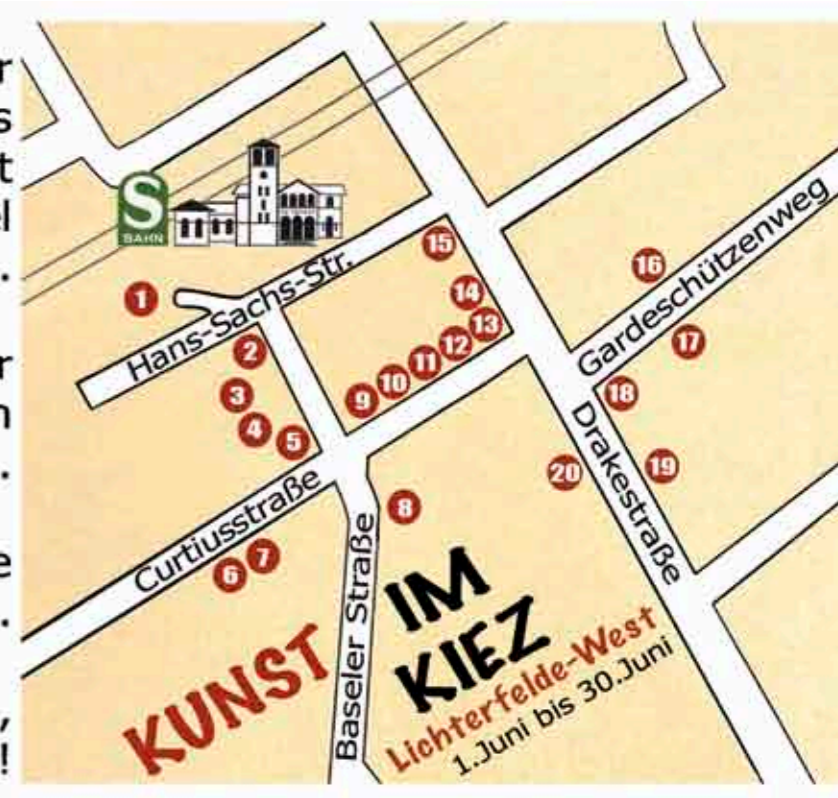 r
s
t
el
.
r
n
.
e
.
,
!
S
BAHN
1
Hans-Sachs-Str.
2
3
4
5
15
14
13
12
11
10
9
16
Gardeschützenweg
17
18
19
20
Drakestraße
Curtiusstraße
6
7
8
Baseler Straße
KUNST
IM
KIEZ
Lichterfelde-West
1.Juni bis 30.Juni